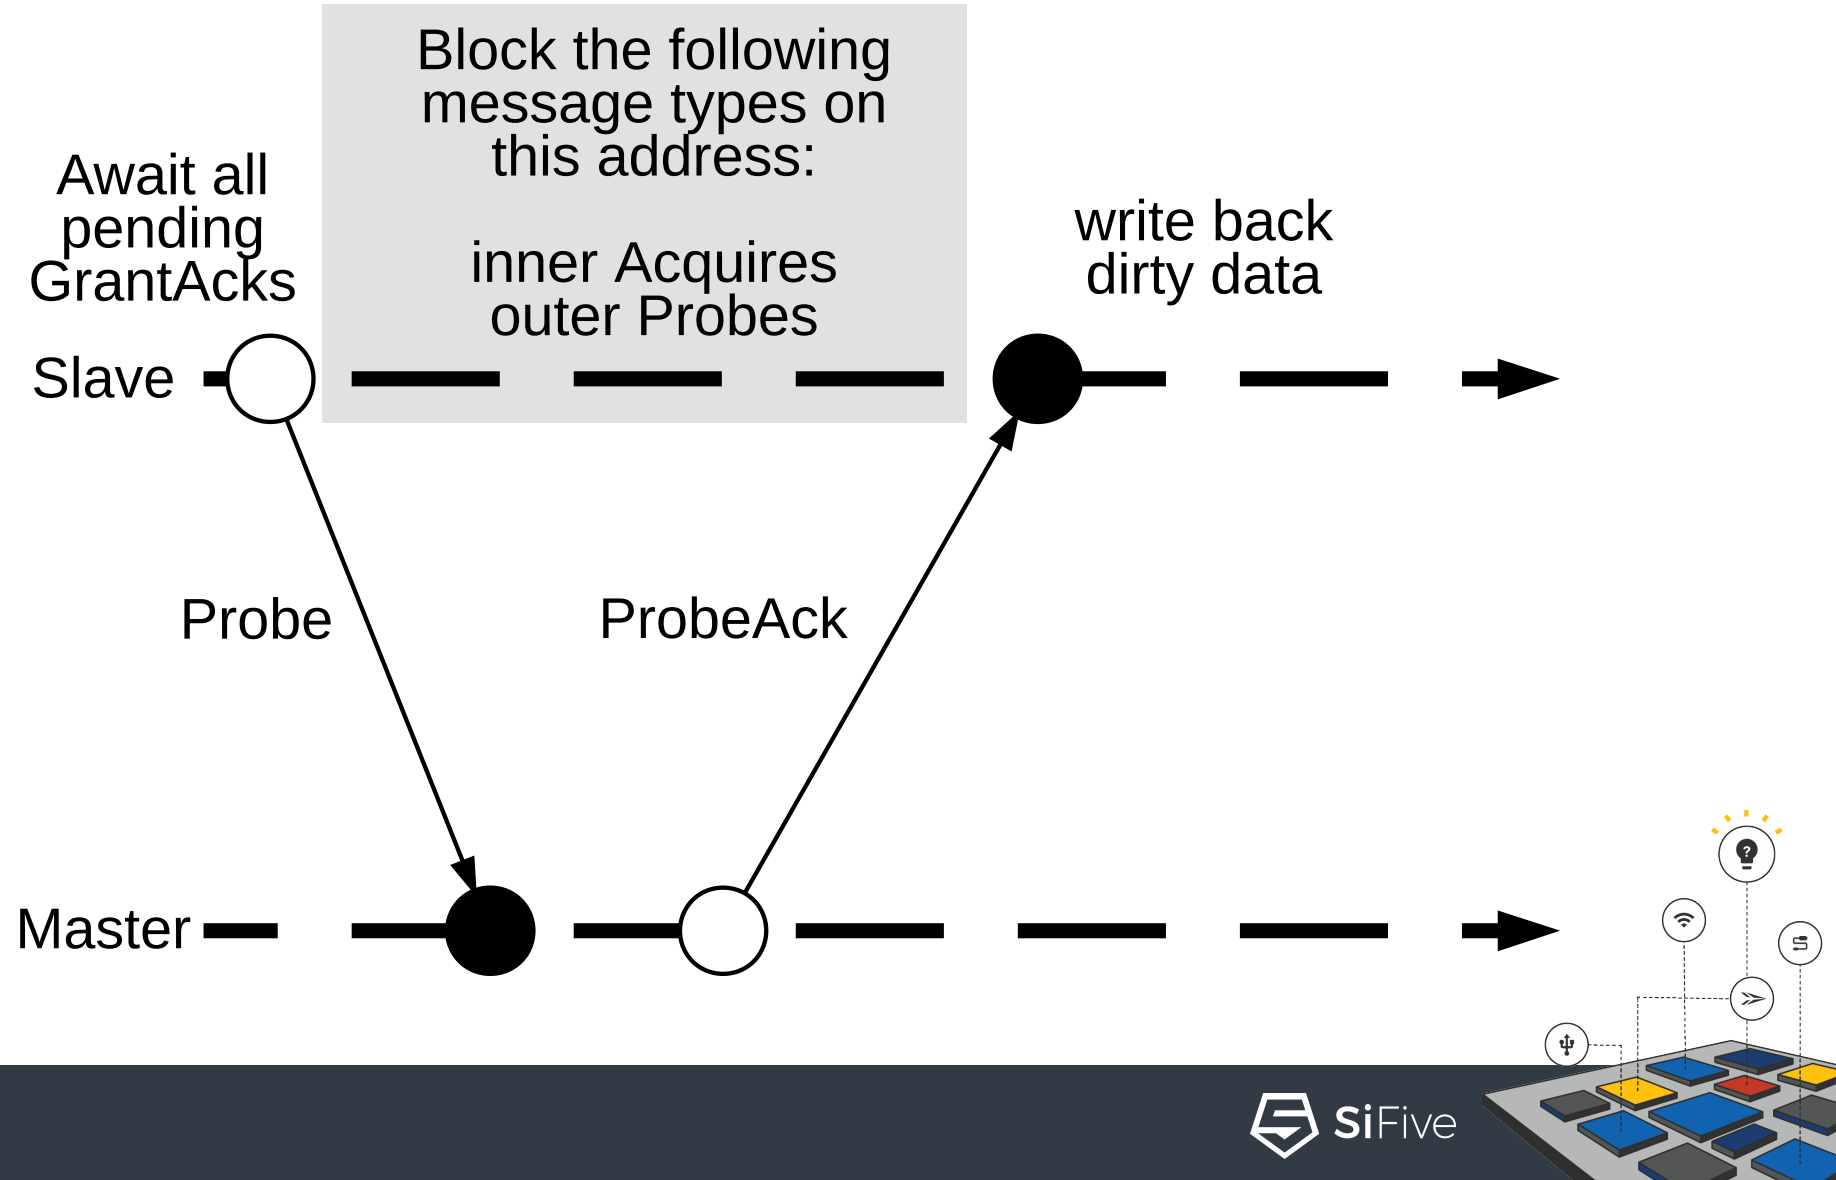 Block the following
message types on
this address:
inner Acquires
outer Probes
Await all
pending
GrantAcks
write back
dirty data
Slave
Probe
ProbeAck
Master
?
SiFive